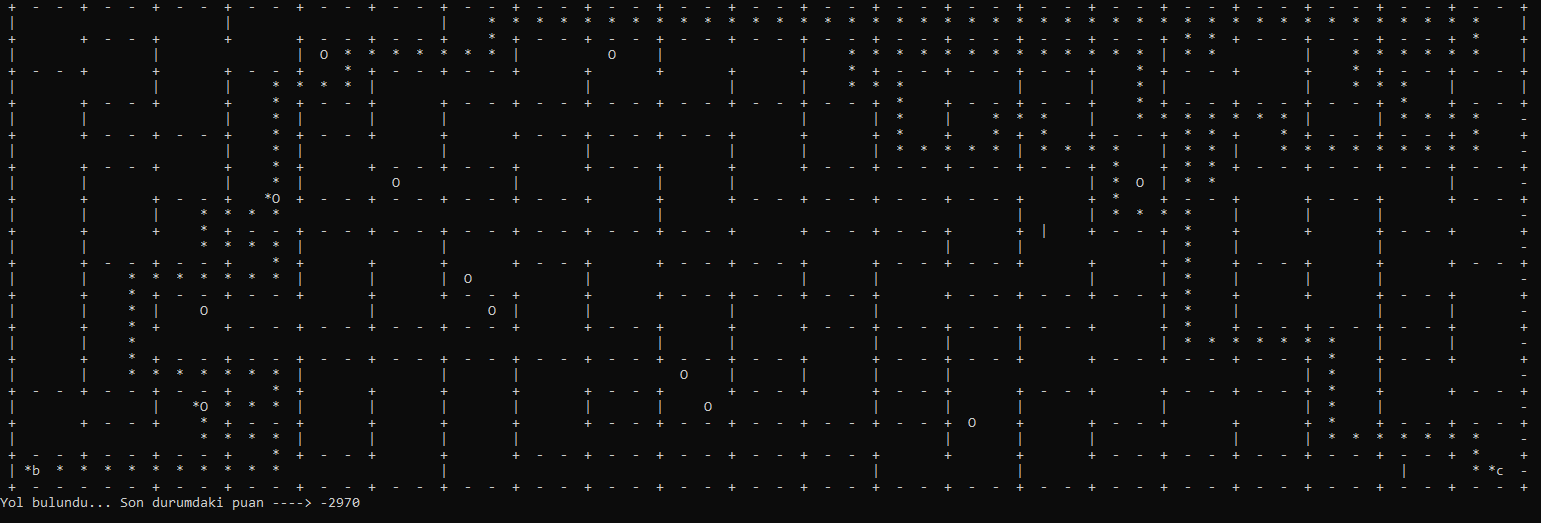 O O
O O
*O
O
O O
O
*O O
O
*b *c
Yol bulundu... Son durumdaki puan ----> -2970